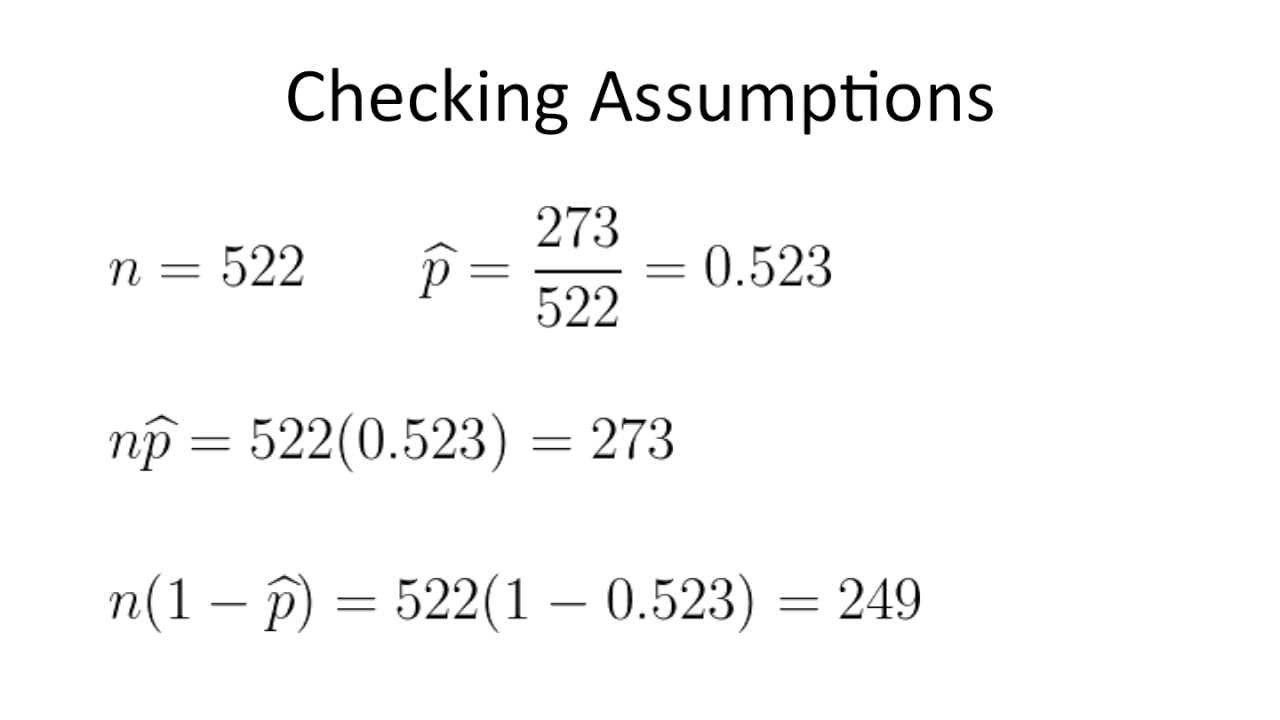 Checking Assumptions
n = 522 p̂ = 273/522 = 0.523
np̂ = 522(0.523) = 273
n(1 − p̂) = 522(1 − 0.523) = 249